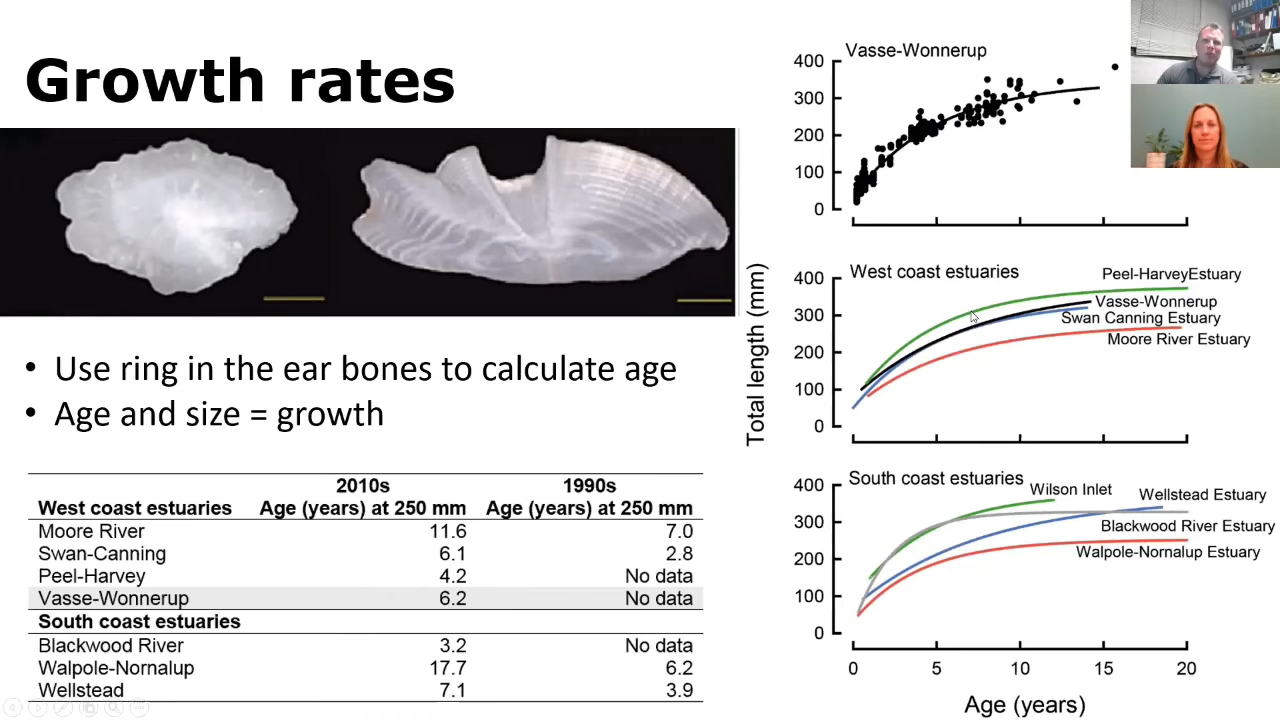 Growth rates
• Use ring in the ear bones to calculate age
• Age and size = growth
2010s 1990s
West coast estuaries Age (years) at 250 mm Age (years) at 250 mm
Moore River 11.6 7.0
Swan-Canning 6.1 2.8
Peel-Harvey 4.2 No data
Vasse-Wonnerup 6.2 No data
South coast estuaries
Blackwood River 3.2 No data
Walpole-Nornalup 17.7 6.2
Wellstead 7.1 3.9
Total length (mm)
Vasse-Wonnerup
400
300
200
100
0
West coast estuaries
400
300
200
100
0
Peel-HarveyEstuary
Vasse-Wonnerup
Swan Canning Estuary
Moore River Estuary
South coast estuaries
400
300
200
100
0
Wilson Inlet
Wellstead Estuary
Blackwood River Estuary
Walpole-Nornalup Estuary
0 5 10 15 20
Age (years)